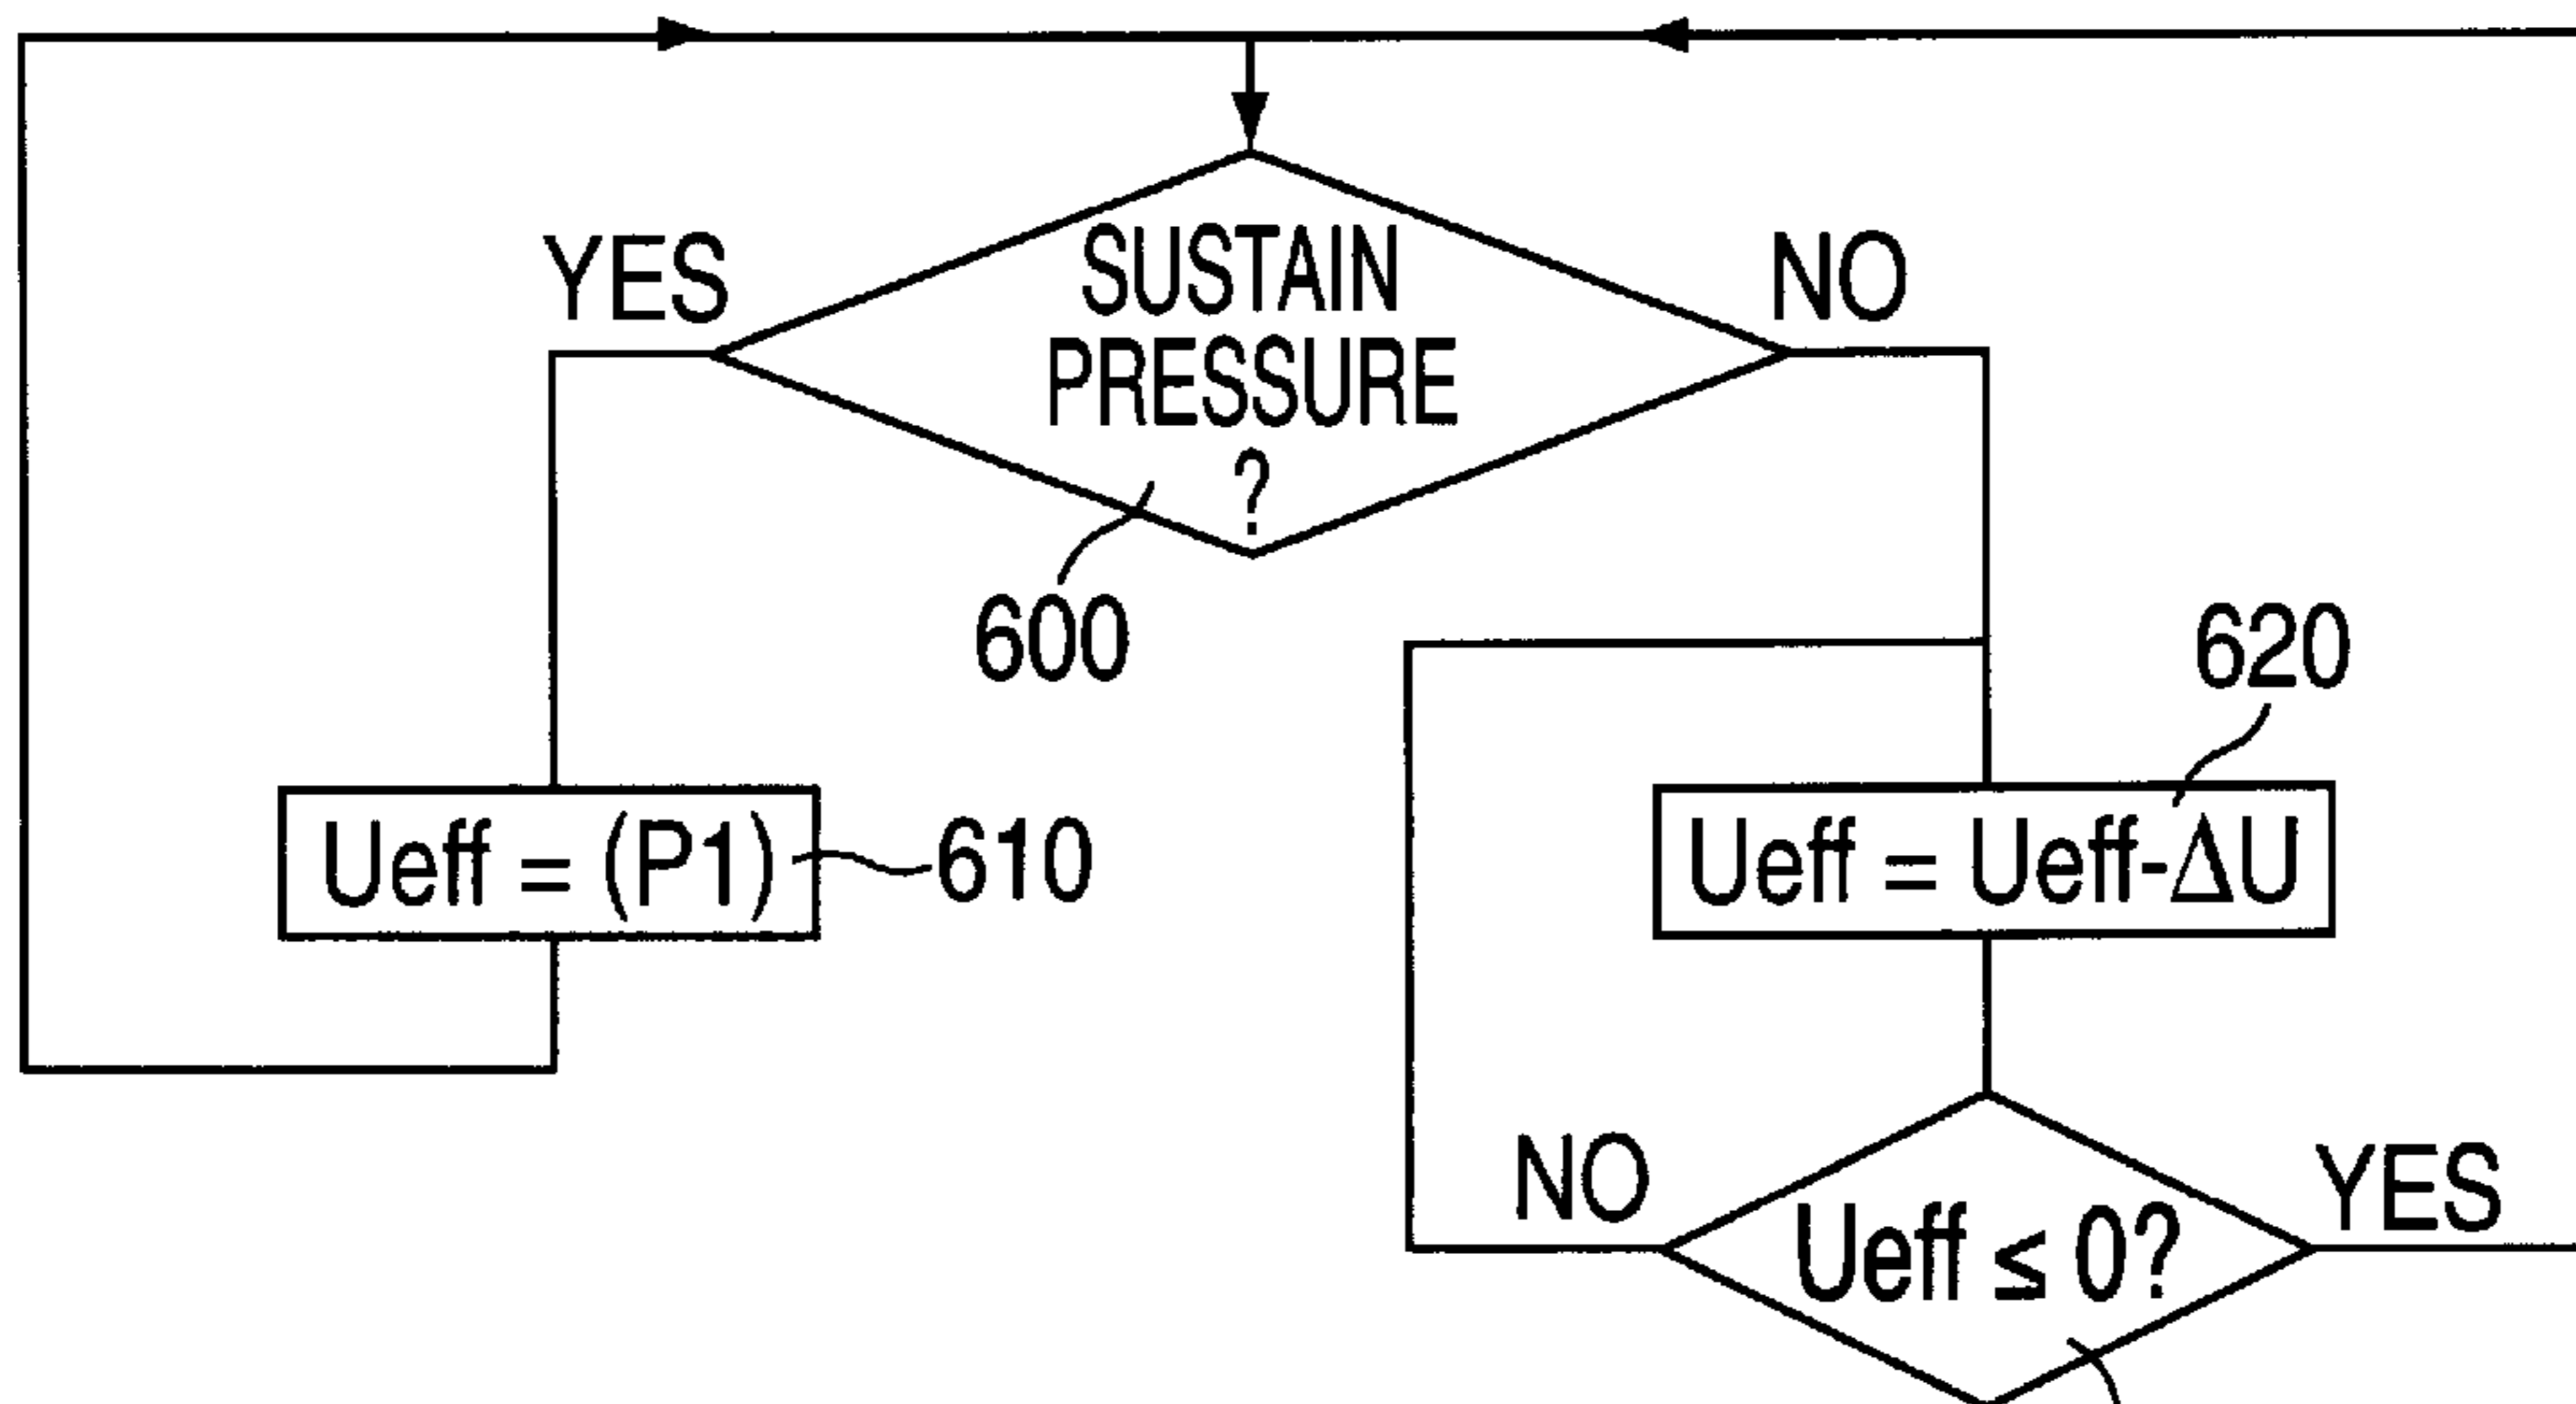 YES
SUSTAIN
PRESSURE
?
NO
600
620
Ueff = (P1)
610
Ueff = Ueff-ΔU
NO
Ueff ≤ 0?
YES